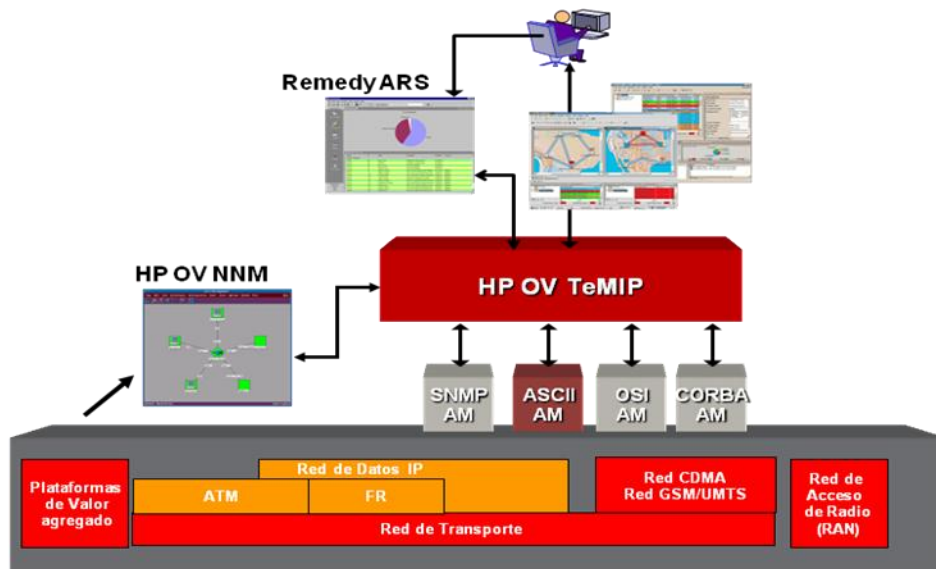 Remedy ARS
HP OV NNM
HP OV TeMIP
SNMP
AM
ASCII
AM
OSI
AM
CORBA
AM
Plataformas
de Valor
agregado
Red de Datos IP
ATM
FR
Red de Transporte
Red CDMA
Red GSM/UMTS
Red de
Acceso
de Radio
(RAN)